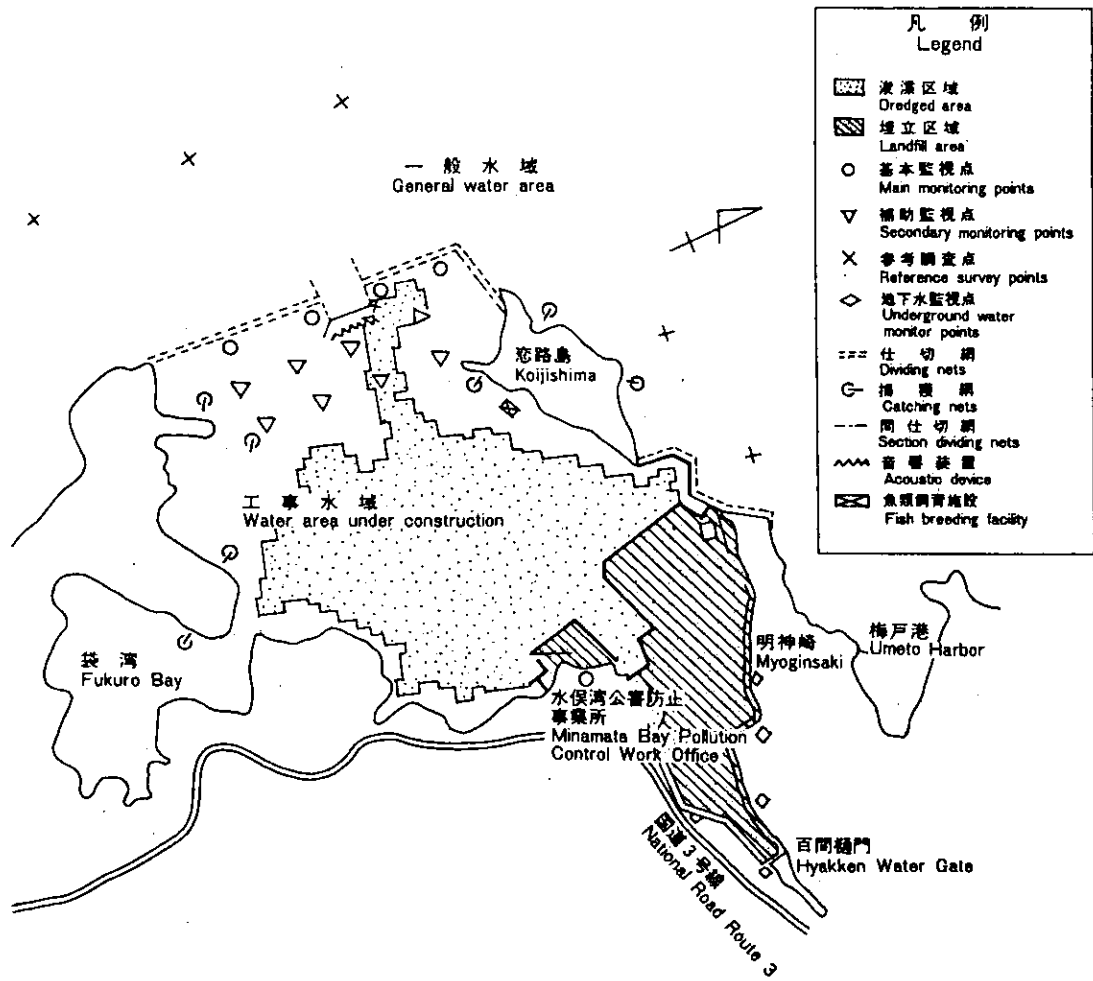 凡 例
Legend
浚渫区域
Dredged area
埋立区域
Landfill area
基本監視点
Main monitoring points
補助監視点
Secondary monitoring points
参考調査点
Reference survey points
地下水監視点
Underground water
monitor points
仕切網
Dividing nets
捕獲網
Catching nets
間仕切網
Section dividing nets
音響装置
Acoustic device
魚類飼育施設
Fish breeding facility
一般水域
General water area
恋路島
Koijishima
工事水域
Water area under construction
袋湾
Fukuro Bay
明神崎
Myoginsaki
梅戸港
Umeto Harbor
水俣湾公害防止
事業所
Minamata Bay Pollution
Control Work Office
国道3号線
National Road Route 3
百間樋門
Hyakken Water Gate